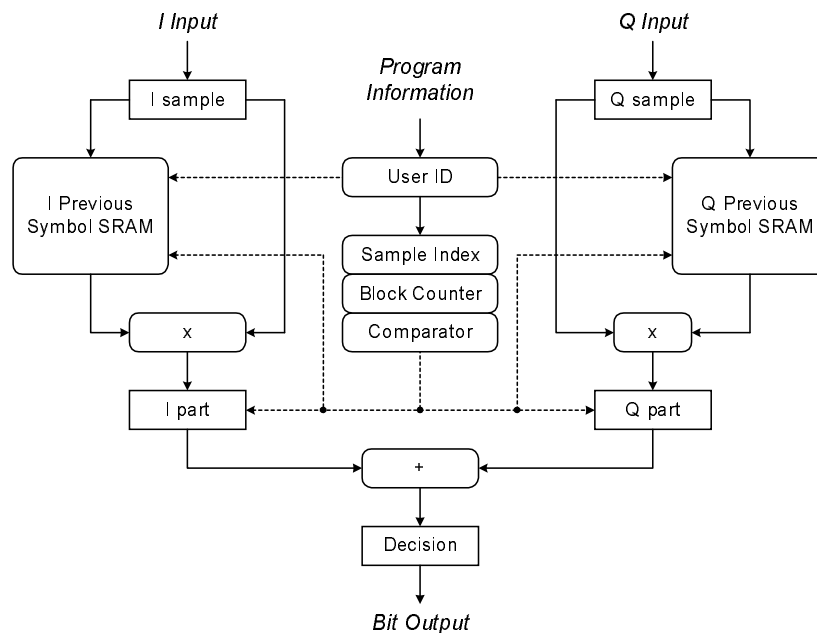 I Input
Q Input
Program
Information
I sample
Q sample
User ID
I Previous
Symbol SRAM
Q Previous
Symbol SRAM
Sample Index
Block Counter
Comparator
x
x
I part
Q part
+
Decision
Bit Output